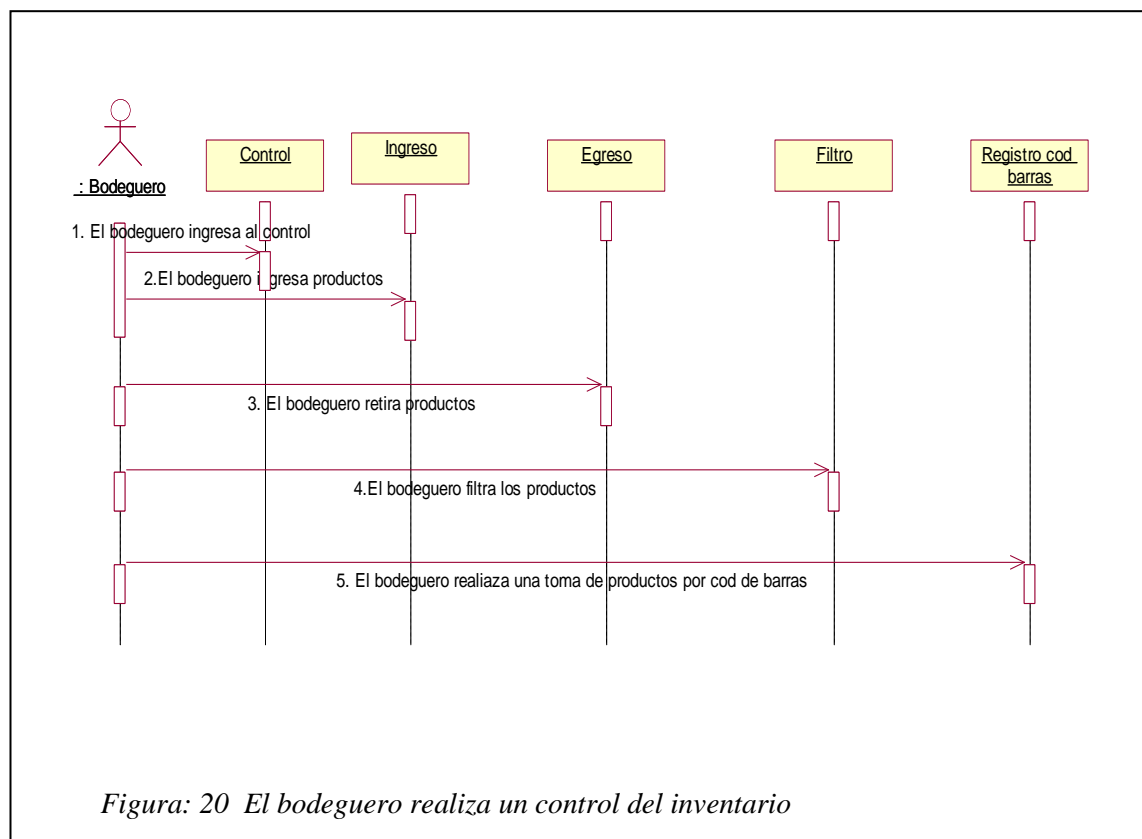 : Bodeguero
Control
Ingreso
Egreso
Filtro
Registro cod
barras
1. El bodeguero ingresa al control
2.El bodeguero ingresa productos
3. El bodeguero retira productos
4.El bodeguero filtra los productos
5. El bodeguero realiaza una toma de productos por cod de barras
Figura: 20 El bodeguero realiza un control del inventario